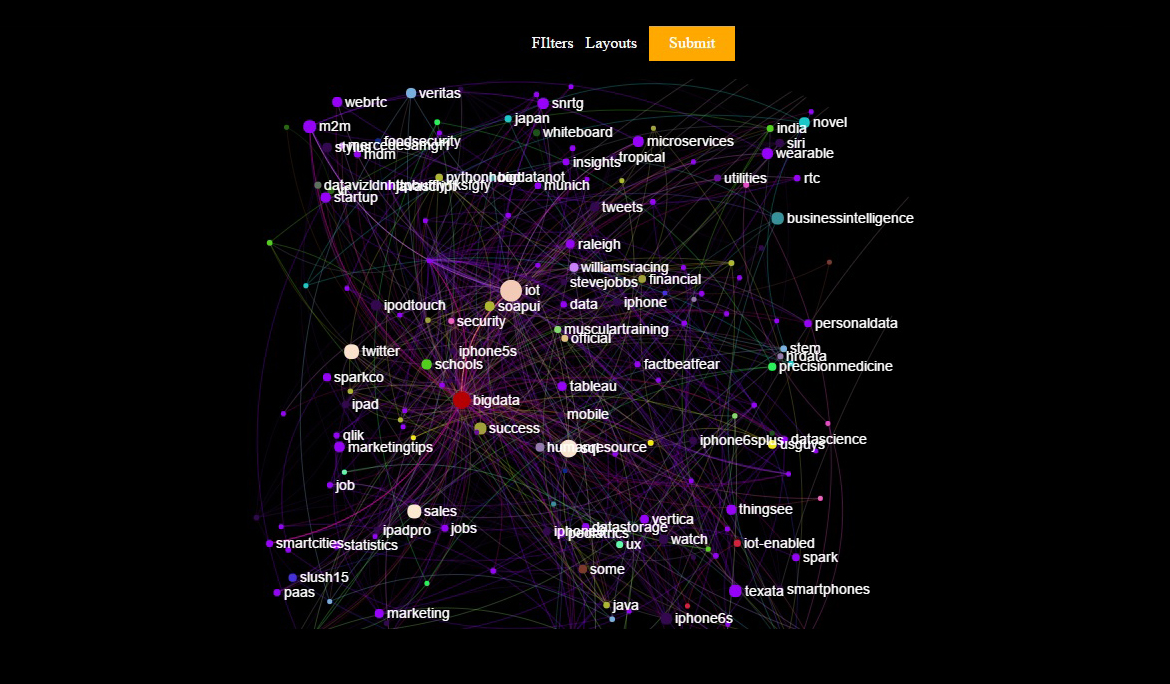 FIlters Layouts Submit
veritas
webrtc
snrtg
japan
novel
m2m
india
whiteboard
foodsecurity
microservices
siri
mdm
tropical
wearable
insights
utilities
rtc
munich
startup
tweets
businessintelligence
raleigh
williamsracing
stevejobbs
financial
iot
ipodtouch
soapui
data
iphone
security
musculartraining
personaldata
official
stem
twitter
iphone5s
hrdata
schools
factbeatfear
precisionmedicine
sparkco
tableau
bigdata
ipad
mobile
success
qlik
iphone6splus
datascience
marketingtips
humanresource
sql
usguys
job
sales
thingsee
vertica
ipadpro
jobs
datastorage
pediatrics
watch
smartcities
statistics
ux
iot-enabled
spark
some
slush15
paas
texata
smartphones
java
marketing
iphone6s